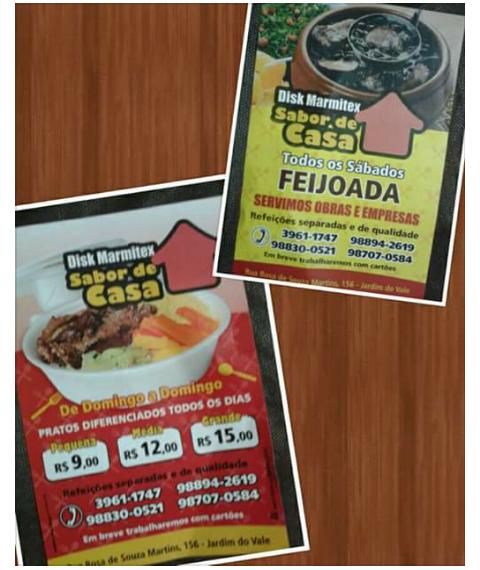 Disk Marmitex
Sabor de
Casa
Todos os Sábados
FEIJOADA
SERVIMOS OBRAS E EMPRESAS
Refeições separadas e de qualidade
3961-1747 98894-2619
98830-0521 98707-0584
Em breve trabalharemos com cartões
Rua Rosa de Souza Martins, 156 - Jardim do Vale
Disk Marmitex
Sabor de
Casa
De Domingo a Domingo
PRATOS DIFERENCIADOS TODOS OS DIAS
Pequena Média Grande
R$ 9,00 R$ 12,00 R$ 15,00
Refeições separadas e de qualidade
3961-1747 98894-2619
98830-0521 98707-0584
Em breve trabalharemos com cartões
Rua Rosa de Souza Martins, 156 - Jardim do Vale